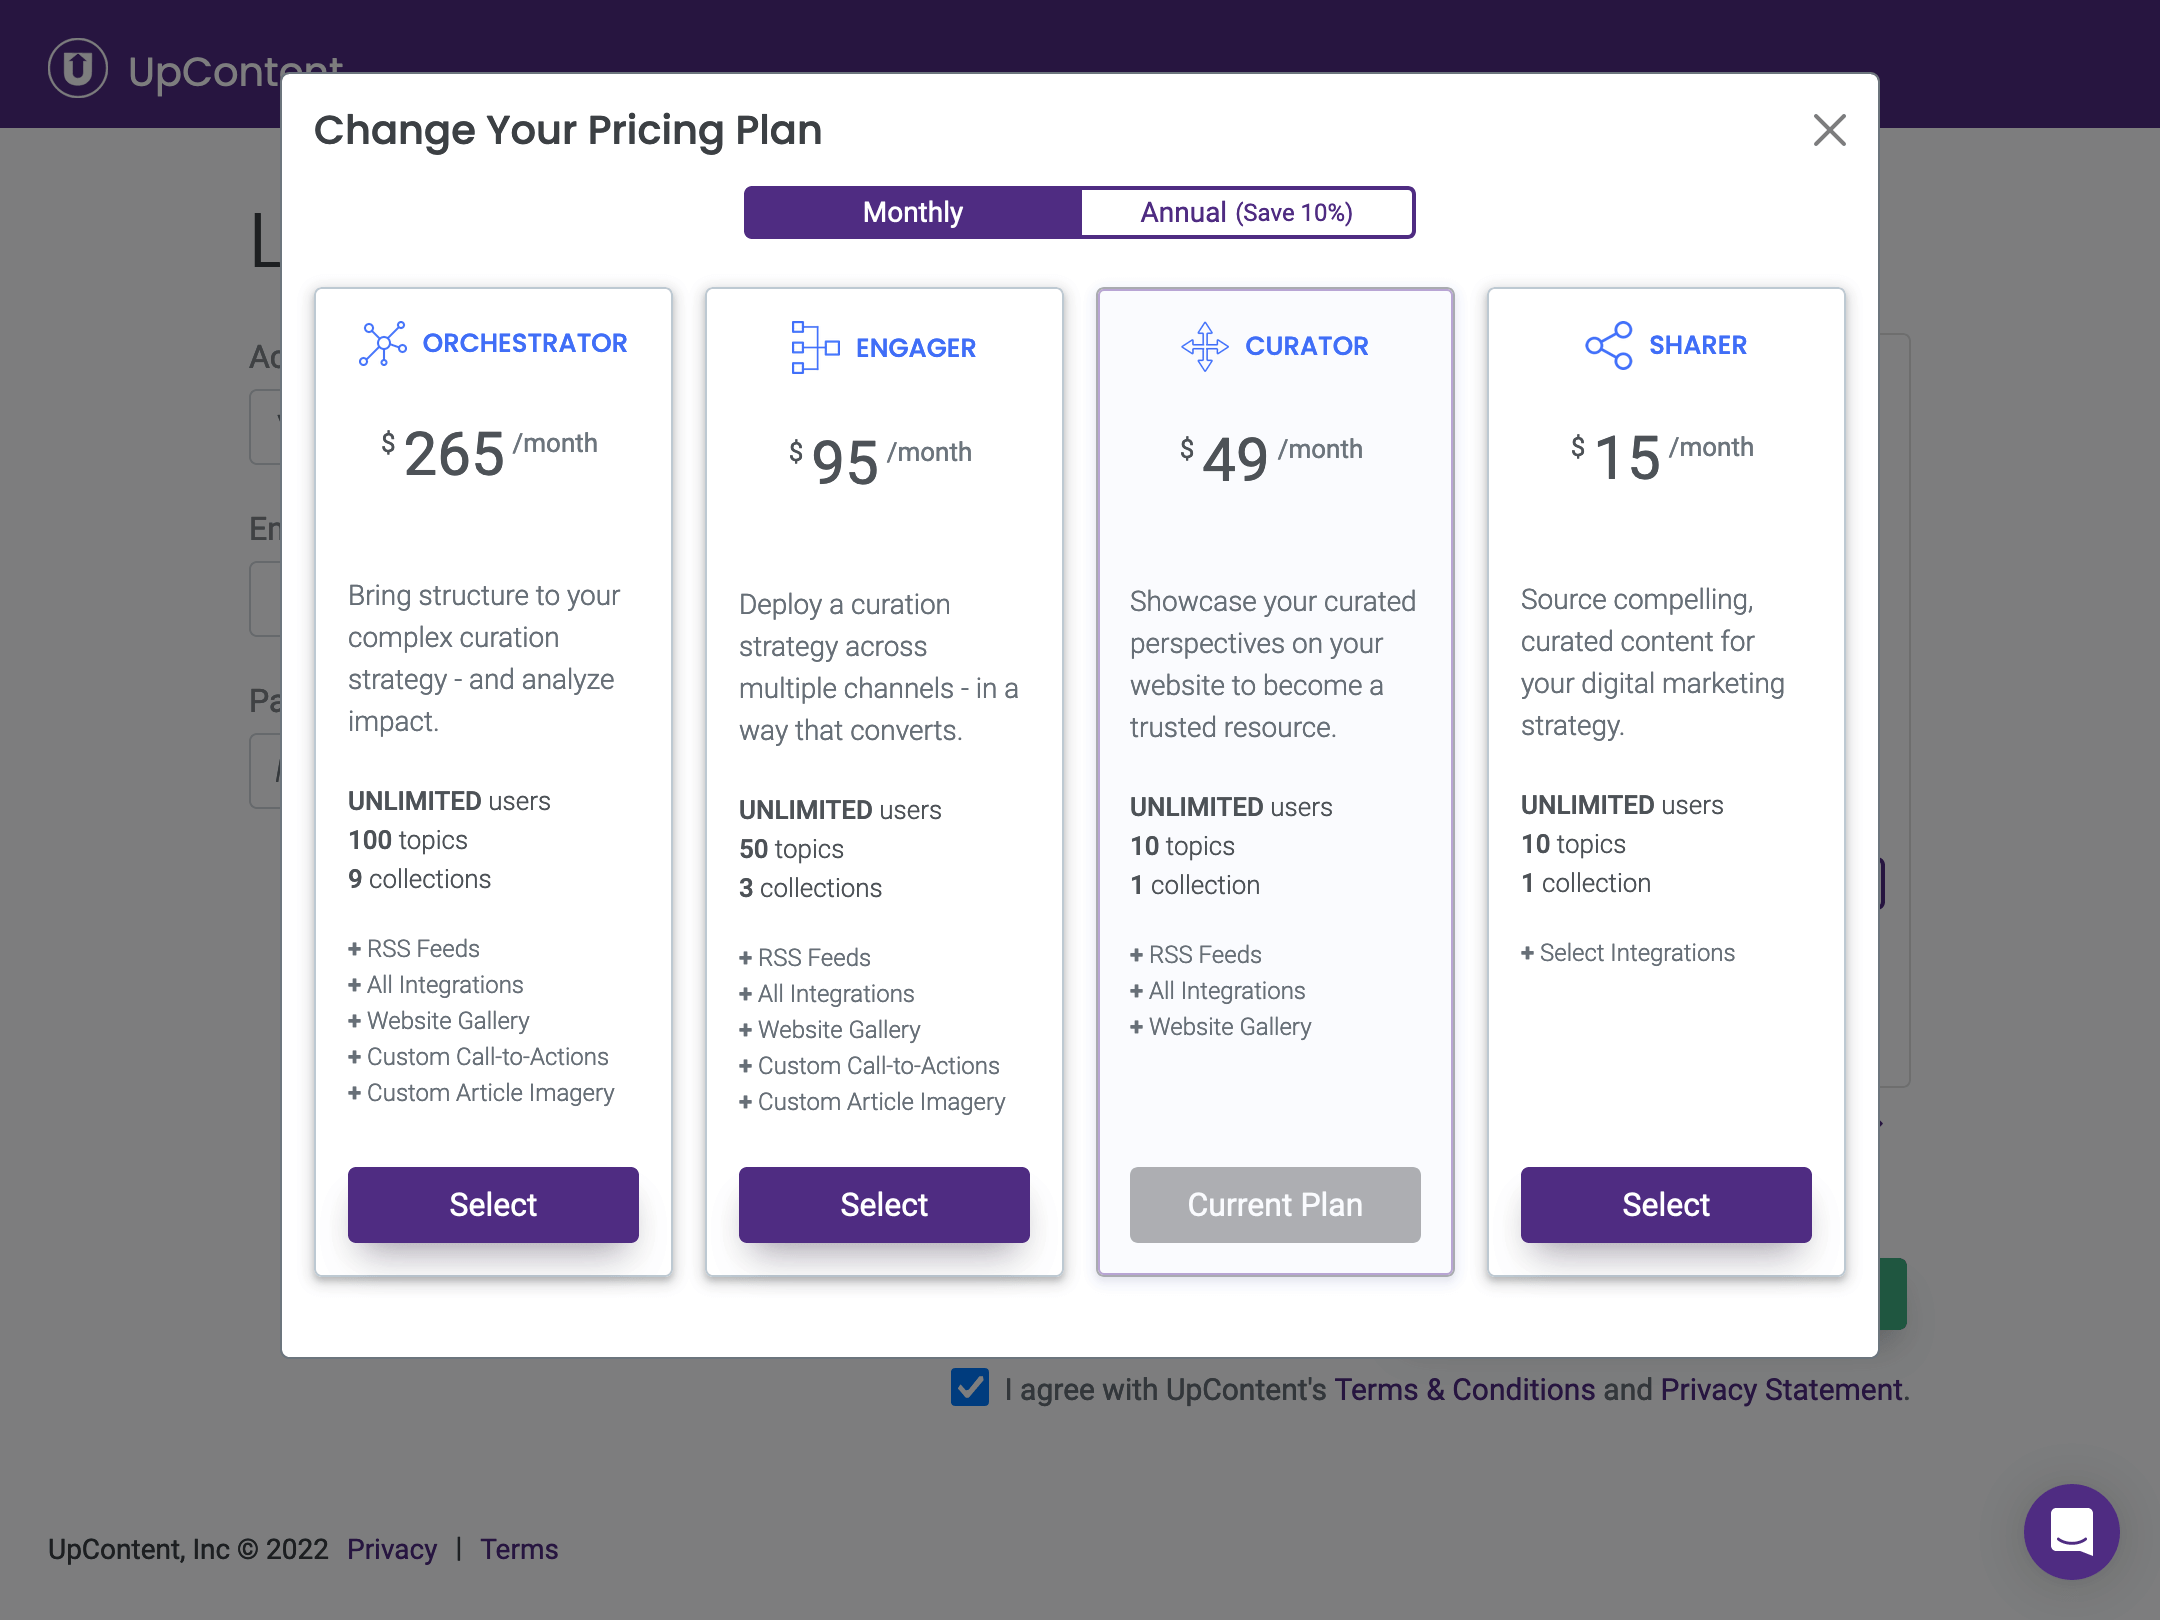 UpContent
Change Your Pricing Plan
Monthly
Annual (Save 10%)
ORCHESTRATOR
$ 265 /month
Bring structure to your
complex curation
strategy - and analyze
impact.
UNLIMITED users
100 topics
9 collections
+ RSS Feeds
+ All Integrations
+ Website Gallery
+ Custom Call-to-Actions
+ Custom Article Imagery
Select
ENGAGER
$ 95 /month
Deploy a curation
strategy across
multiple channels - in a
way that converts.
UNLIMITED users
50 topics
3 collections
+ RSS Feeds
+ All Integrations
+ Website Gallery
+ Custom Call-to-Actions
+ Custom Article Imagery
Select
CURATOR
$ 49 /month
Showcase your curated
perspectives on your
website to become a
trusted resource.
UNLIMITED users
10 topics
1 collection
+ RSS Feeds
+ All Integrations
+ Website Gallery
Current Plan
SHARER
$ 15 /month
Source compelling,
curated content for
your digital marketing
strategy.
UNLIMITED users
10 topics
1 collection
+ Select Integrations
Select
I agree with UpContent's Terms & Conditions and Privacy Statement.
UpContent, Inc © 2022 Privacy | Terms